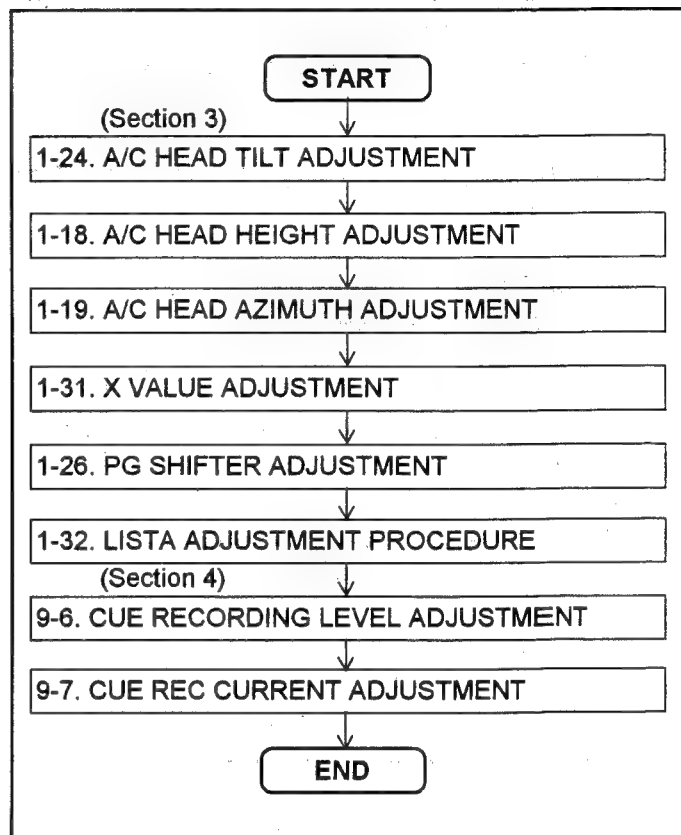 START
(Section 3)
1-24. A/C HEAD TILT ADJUSTMENT
1-18. A/C HEAD HEIGHT ADJUSTMENT
1-19. A/C HEAD AZIMUTH ADJUSTMENT
1-31. X VALUE ADJUSTMENT
1-26. PG SHIFTER ADJUSTMENT
1-32. LISTA ADJUSTMENT PROCEDURE
(Section 4)
9-6. CUE RECORDING LEVEL ADJUSTMENT
9-7. CUE REC CURRENT ADJUSTMENT
END